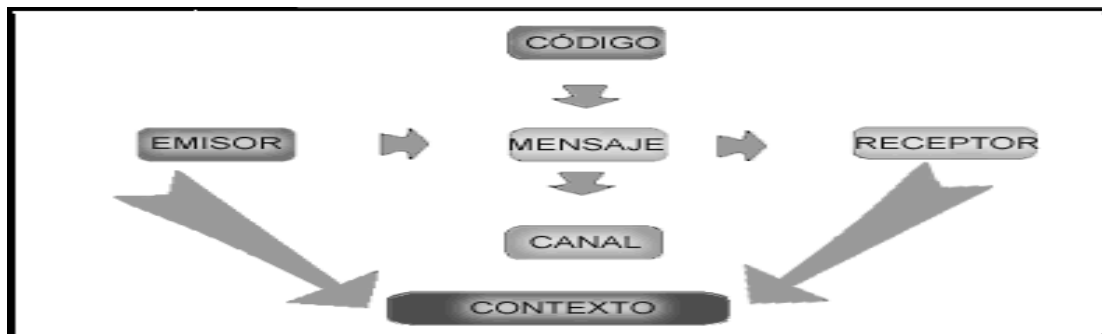 CÓDIGO
EMISOR MENSAJE RECEPTOR
CANAL
CONTEXTO